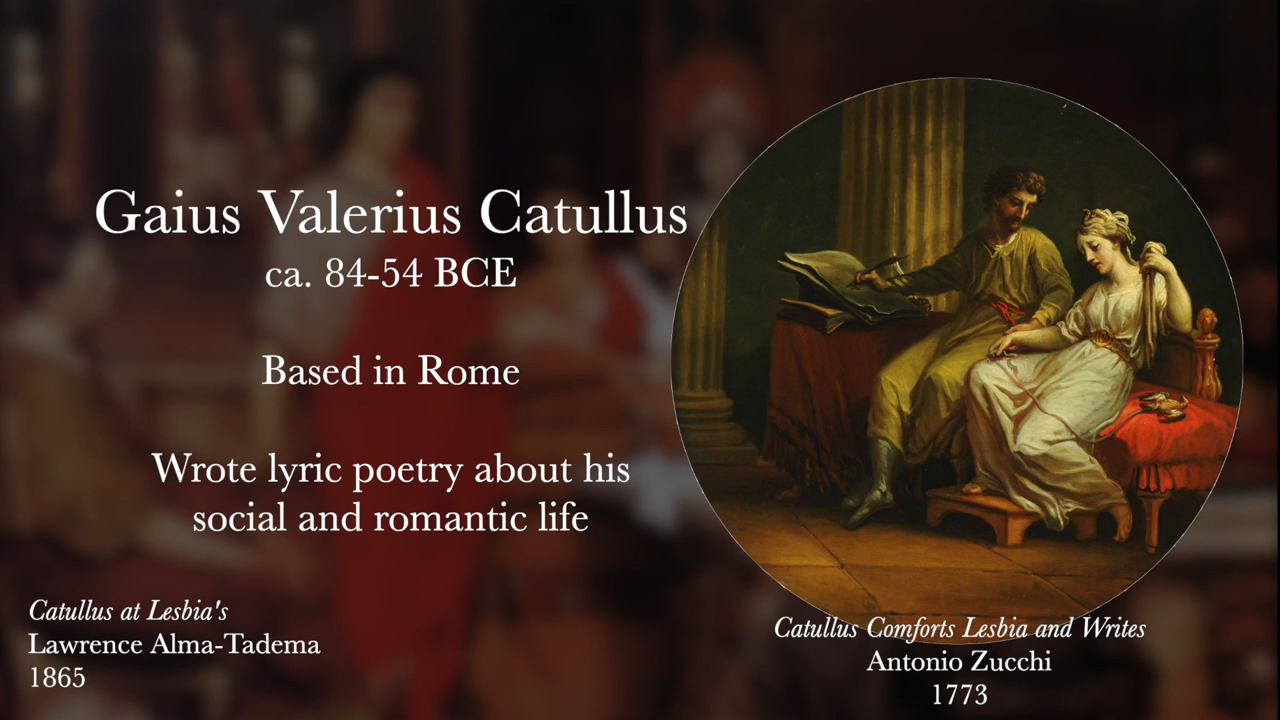 Gaius Valerius Catullus
ca. 84-54 BCE
Based in Rome
Wrote lyric poetry about his
social and romantic life
Catullus at Lesbia's
Lawrence Alma-Tadema
1865
Catullus Comforts Lesbia and Writes
Antonio Zucchi
1773